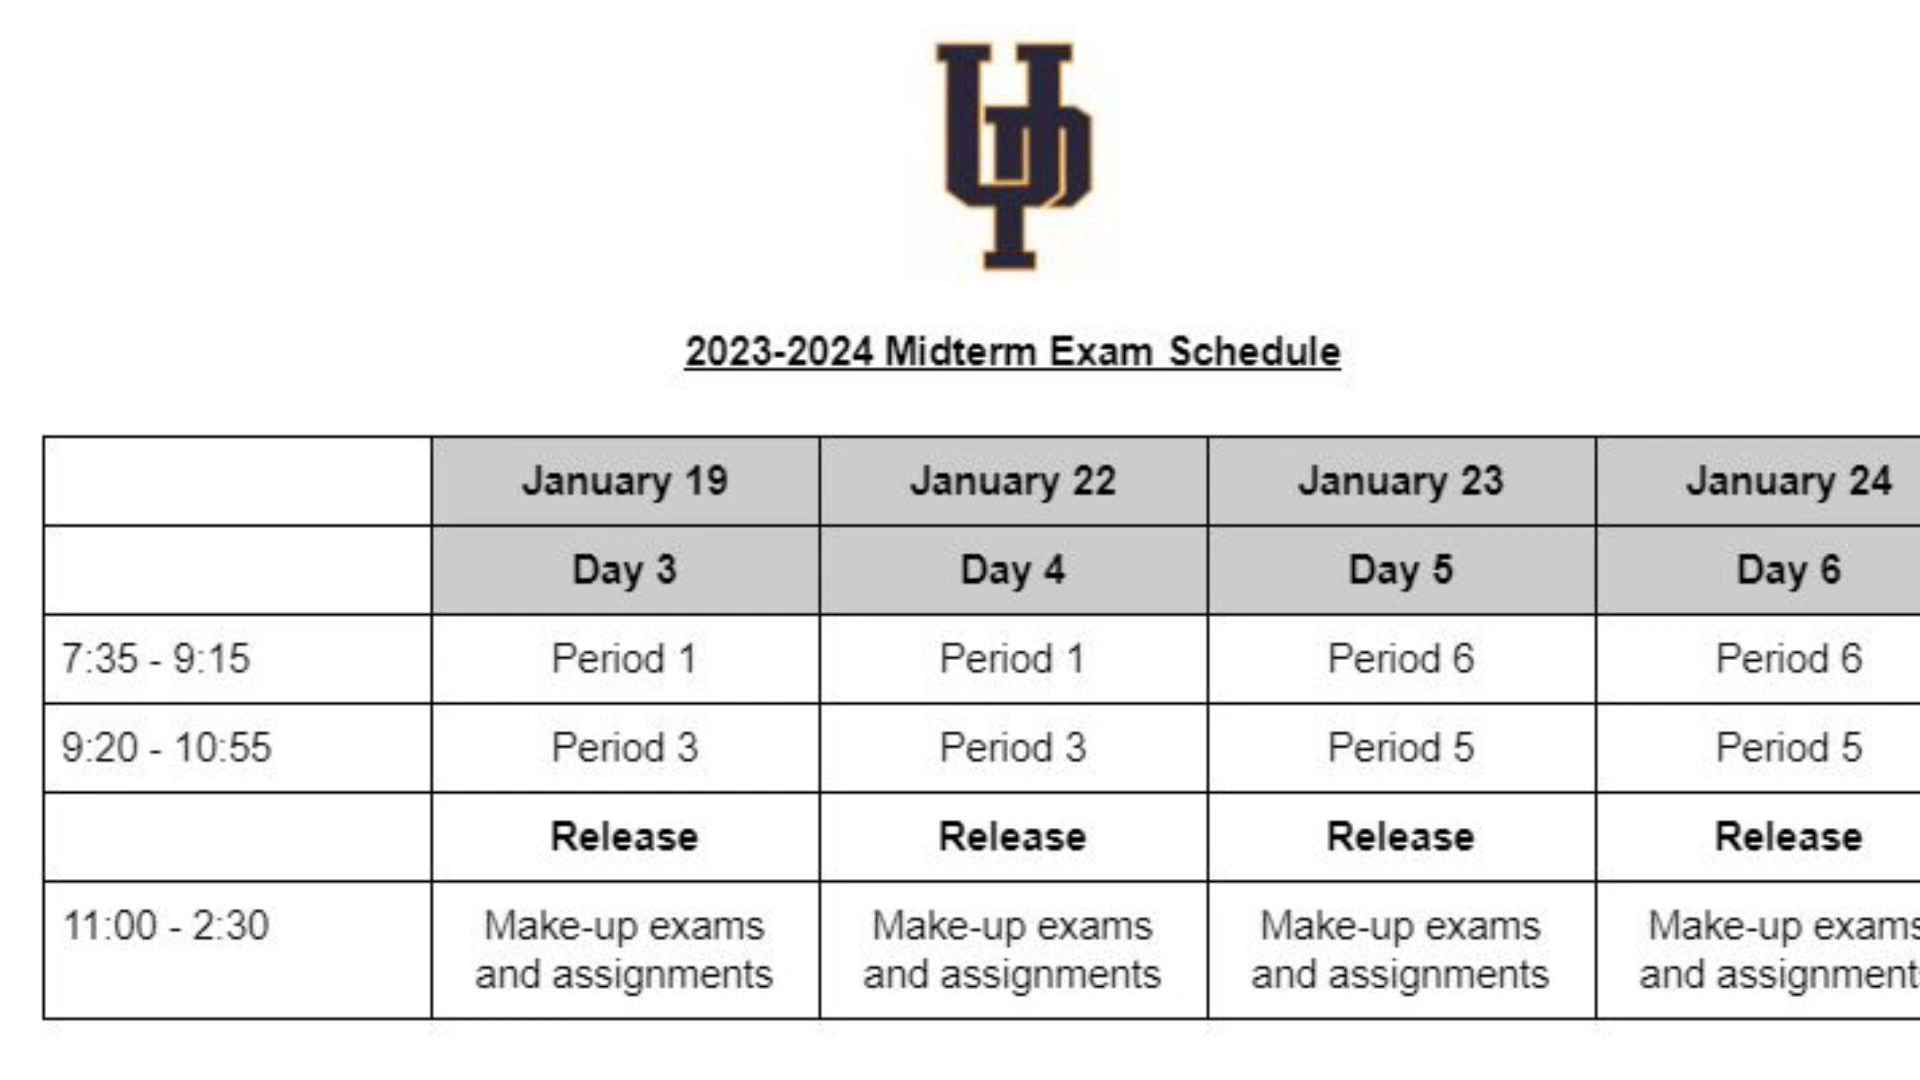 UD
2023-2024 Midterm Exam Schedule
January 19 January 22 January 23 January 24
Day 3 Day 4 Day 5 Day 6
7:35 - 9:15 Period 1 Period 1 Period 6 Period 6
9:20 - 10:55 Period 3 Period 3 Period 5 Period 5
Release Release Release Release
11:00 - 2:30 Make-up exams Make-up exams Make-up exams Make-up exams
and assignments and assignments and assignments and assignment